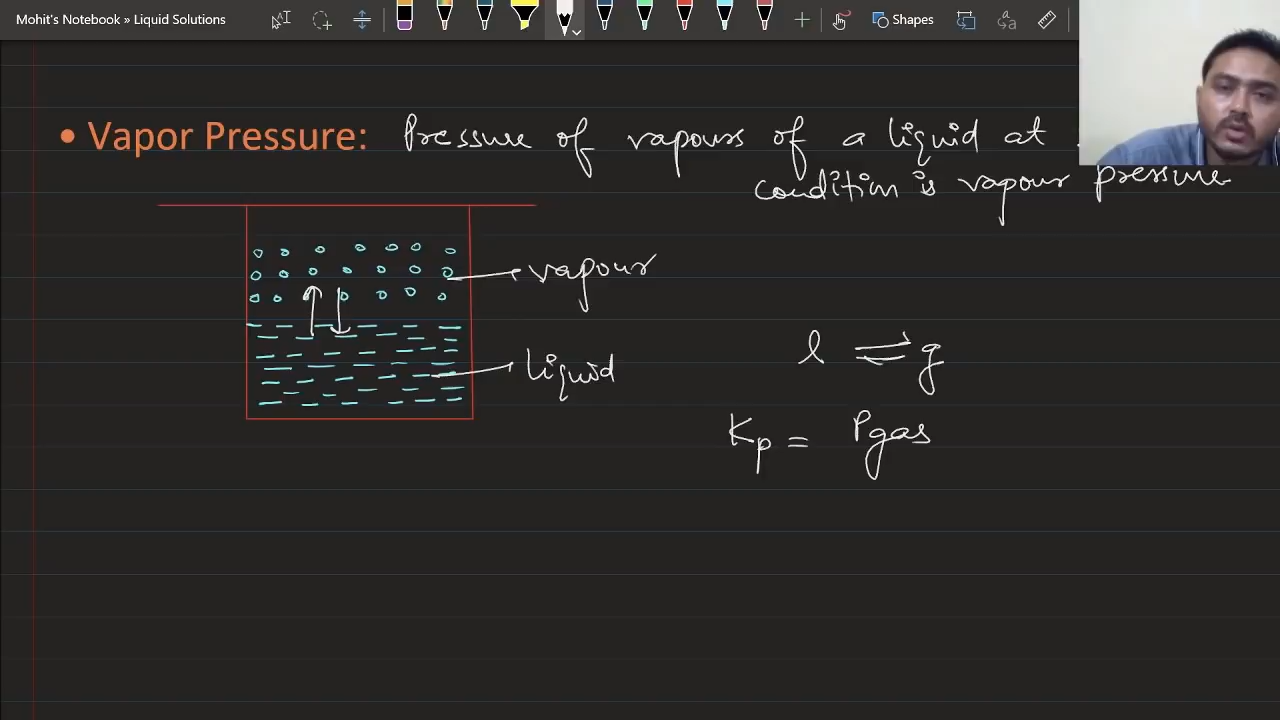 Mohit's Notebook » Liquid Solutions
Shapes
• Vapor Pressure: Pressure of vapours of a liquid at
condition is vapour pressure
vapour
l ⇌ g
liquid
Kp = Pgas